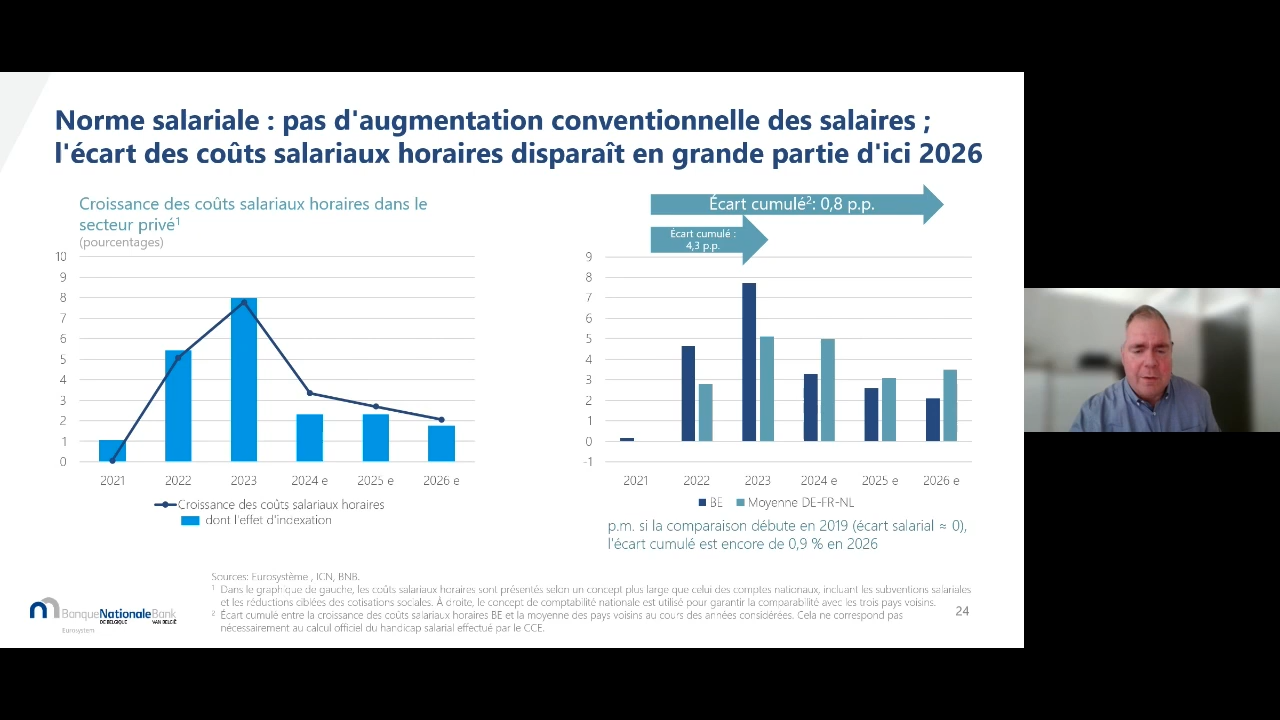 Norme salariale : pas d'augmentation conventionnelle des salaires ;
l'écart des coûts salariaux horaires disparaît en grande partie d'ici 2026
Croissance des coûts salariaux horaires dans le
secteur privé¹
(pourcentages)
10
9
8
7
6
5
4
3
2
1
0
2021 2022 2023 2024 e 2025 e 2026 e
Croissance des coûts salariaux horaires
dont l'effet d'indexation
Écart cumulé²: 0,8 p.p.
Écart cumulé :
4,3 p.p.
9
8
7
6
5
4
3
2
1
0
-1
2021 2022 2023 2024 e 2025 e 2026 e
BE Moyenne DE-FR-NL
p.m. si la comparaison débute en 2019 (écart salarial ≈ 0),
l'écart cumulé est encore de 0,9 % en 2026
Sources: Eurosystème , ICN, BNB.
¹ Dans le graphique de gauche, les coûts salariaux horaires sont présentés selon un concept plus large que celui des comptes nationaux, incluant les subventions salariales
et les réductions ciblées des cotisations sociales. À droite, le concept de comptabilité nationale est utilisé pour garantir la comparabilité avec les trois pays voisins.
² Écart cumulé entre la croissance des coûts salariaux horaires BE et la moyenne des pays voisins au cours des années considérées. Cela ne correspond pas
nécessairement au calcul officiel du handicap salarial effectué par le CCE.
BanqueNationaleBank
DE BELGIQUE VAN BELGIË
Eurosystem
24